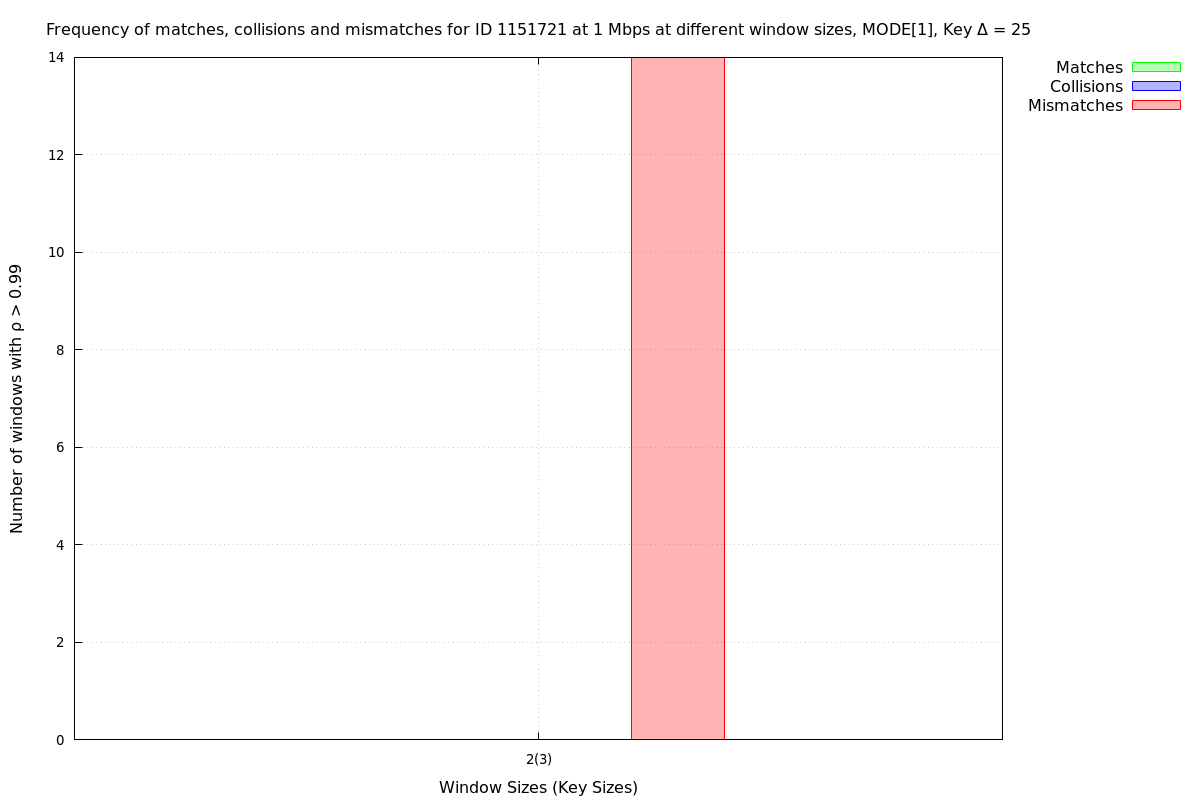 Frequency of matches, collisions and mismatches for ID 1151721 at 1 Mbps at different window sizes, MODE[1], Key Δ = 25
Matches
Collisions
Mismatches
14
12
10
8
6
4
2
0
Number of windows with ρ > 0.99
2(3)
Window Sizes (Key Sizes)